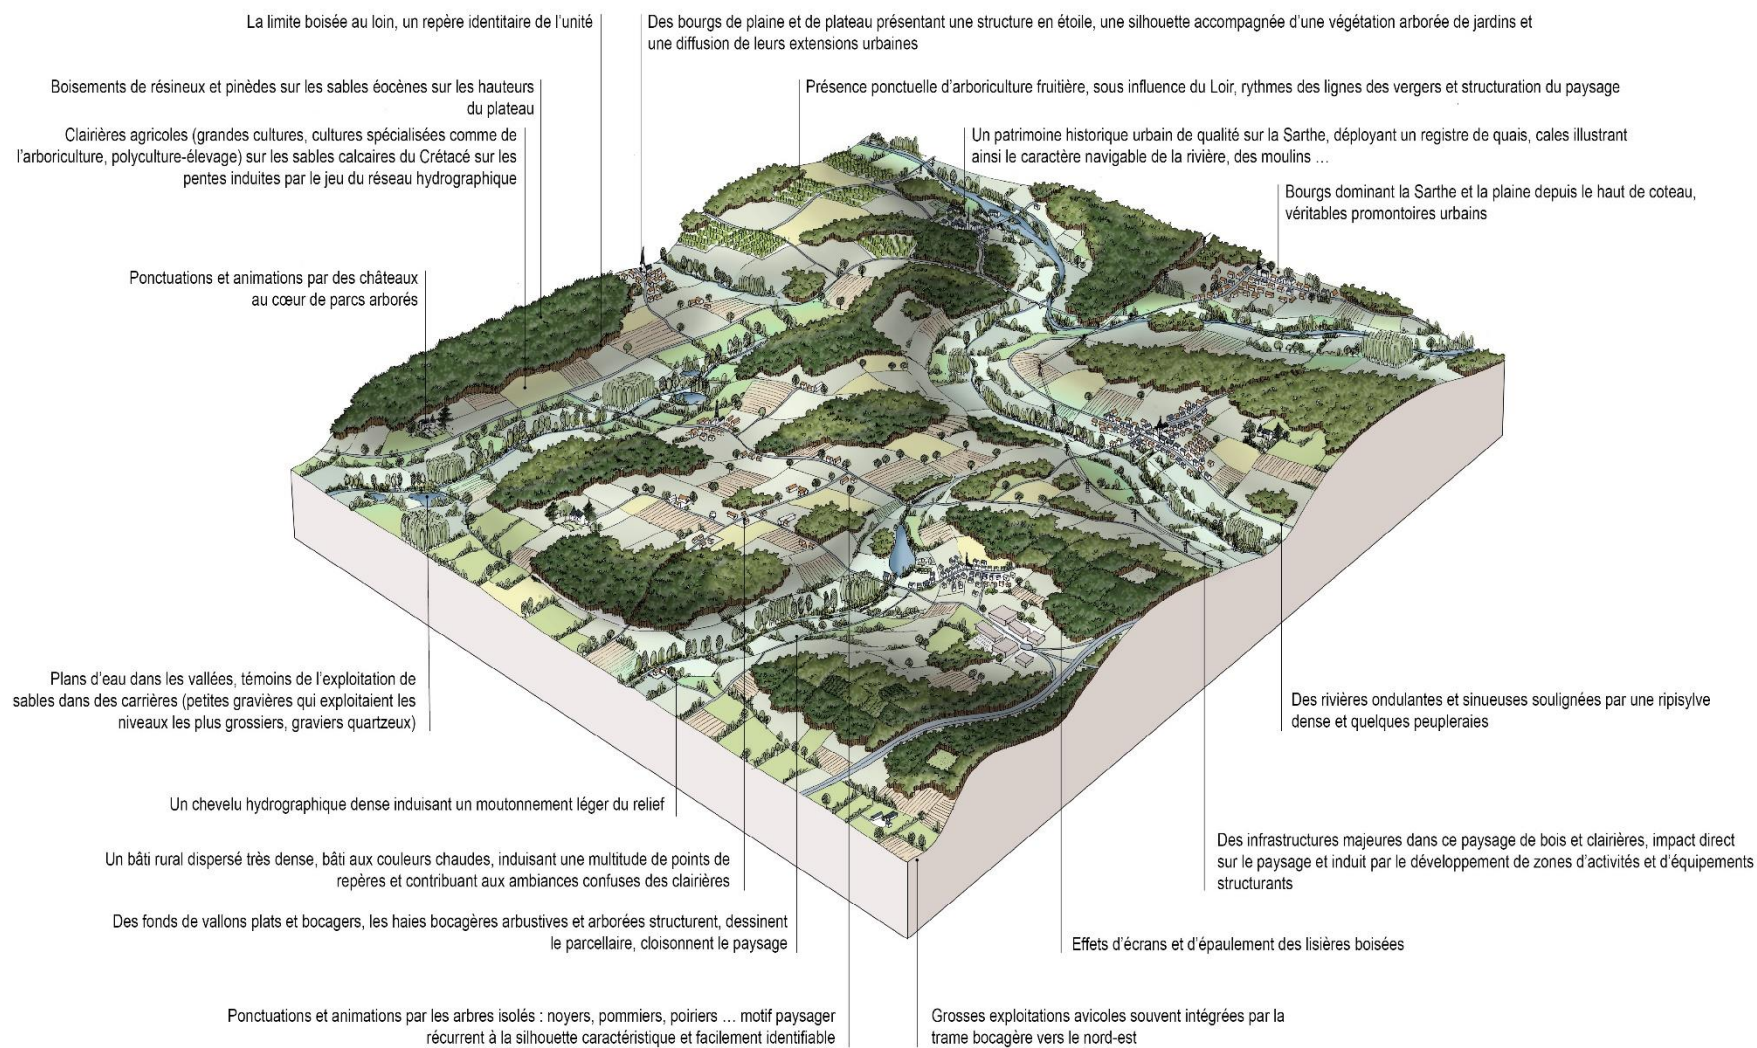 La limite boisée au loin, un repère identitaire de l’unité
Des bourgs de plaine et de plateau présentant une structure en étoile, une silhouette accompagnée d’une végétation arborée de jardins et
une diffusion de leurs extensions urbaines
Boisements de résineux et pinèdes sur les sables éocènes sur les hauteurs
du plateau
Présence ponctuelle d’arboriculture fruitière, sous influence du Loir, rythmes des lignes des vergers et structuration du paysage
Clairières agricoles (grandes cultures, cultures spécialisées comme de
l’arboriculture, polyculture-élevage) sur les sables calcaires du Crétacé sur les
pentes induites par le jeu du réseau hydrographique
Un patrimoine historique urbain de qualité sur la Sarthe, déployant un registre de quais, cales illustrant
ainsi le caractère navigable de la rivière, des moulins …
Bourgs dominant la Sarthe et la plaine depuis le haut de coteau,
véritables promontoires urbains
Ponctuations et animations par des châteaux
au cœur de parcs arborés
Plans d’eau dans les vallées, témoins de l’exploitation de
sables dans des carrières (petites gravières qui exploitaient les
niveaux les plus grossiers, graviers quartzeux)
Des rivières ondulantes et sinueuses soulignées par une ripisylve
dense et quelques peupleraies
Un chevelu hydrographique dense induisant un moutonnement léger du relief
Un bâti rural dispersé très dense, bâti aux couleurs chaudes, induisant une multitude de points de
repères et contribuant aux ambiances confuses des clairières
Des infrastructures majeures dans ce paysage de bois et clairières, impact direct
sur le paysage et induit par le développement de zones d’activités et d’équipements
structurants
Des fonds de vallons plats et bocagers, les haies bocagères arbustives et arborées structurent, dessinent
le parcellaire, cloisonnent le paysage
Effets d’écrans et d’épaulement des lisières boisées
Ponctuations et animations par les arbres isolés : noyers, pommiers, poiriers … motif paysager
récurrent à la silhouette caractéristique et facilement identifiable
Grosses exploitations avicoles souvent intégrées par la
trame bocagère vers le nord-est